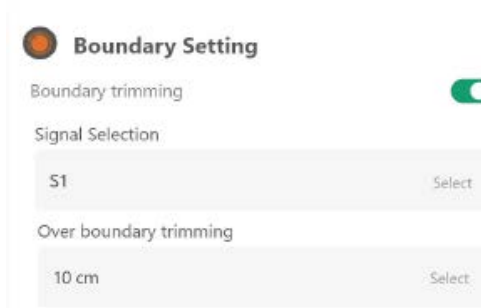 Boundary Setting
Boundary trimming
Signal Selection
S1 Select
Over boundary trimming
10 cm Select